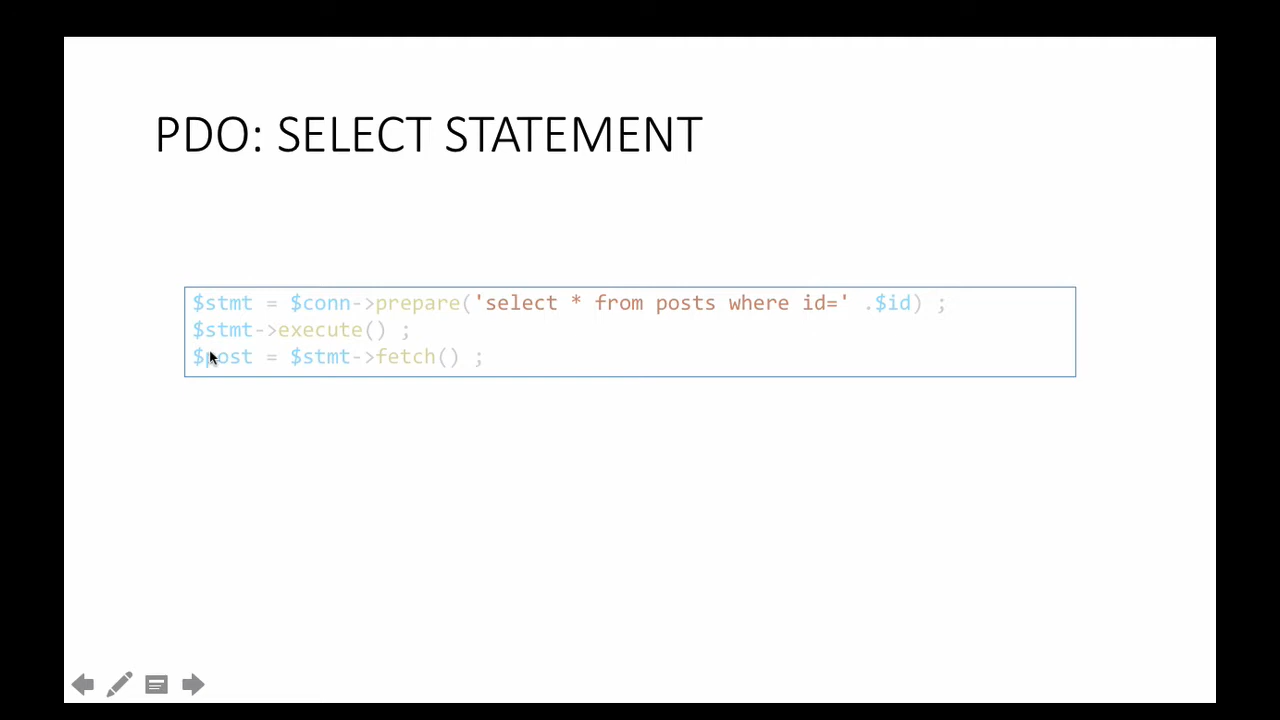 PDO: SELECT STATEMENT
$stmt = $conn->prepare('select * from posts where id=' .$id) ;
$stmt->execute() ;
$post = $stmt->fetch() ;